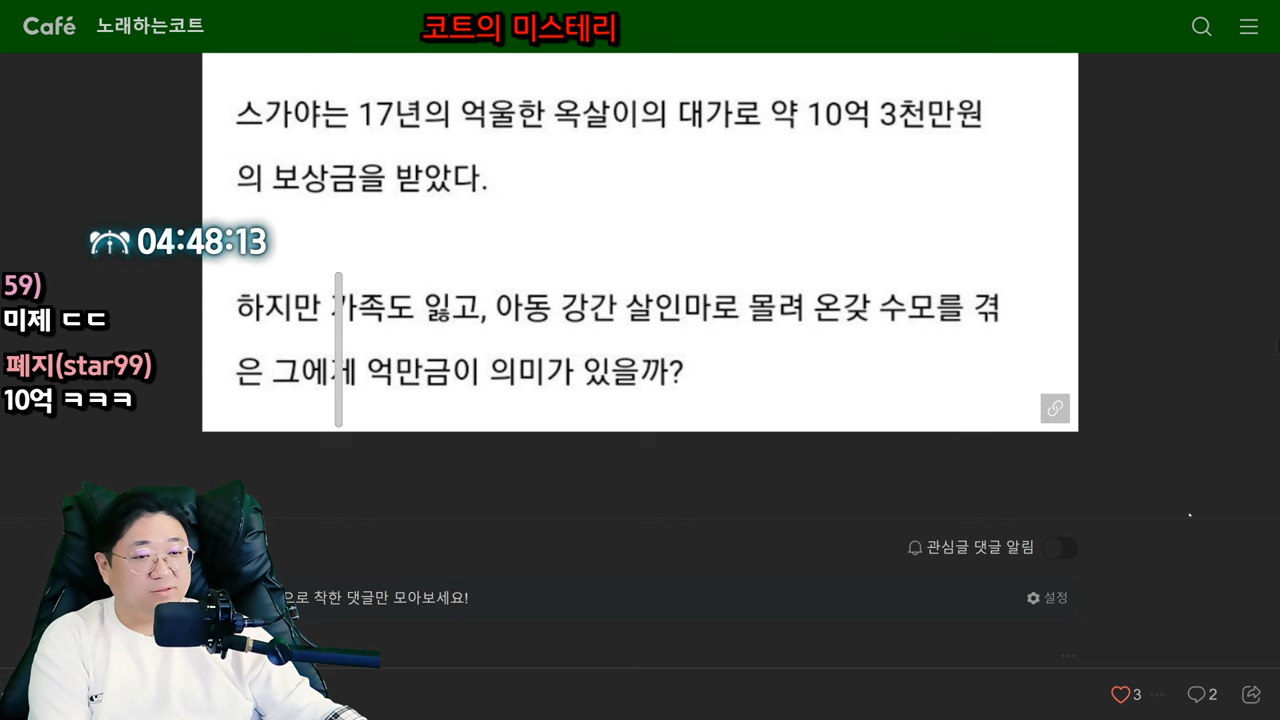 Café 노래하는코트
코트의 미스테리
스가야는 17년의 억울한 옥살이의 대가로 약 10억 3천만원
의 보상금을 받았다.
04:48:13
59)
미제 ㄷㄷ
폐지(star99)
10억 ㅋㅋㅋ
하지만 가족도 잃고, 아동 강간 살인마로 몰려 온갖 수모를 겪
은 그에게 억만금이 의미가 있을까?
관심글 댓글 알림
으로 착한 댓글만 모아보세요!
설정
3
2